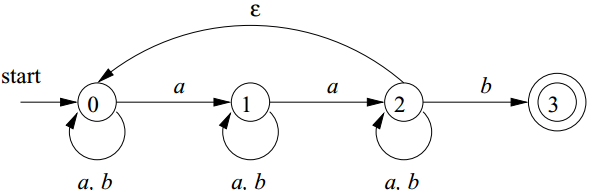 ε
start
a a b
0 1 2 3
a, b a, b a, b